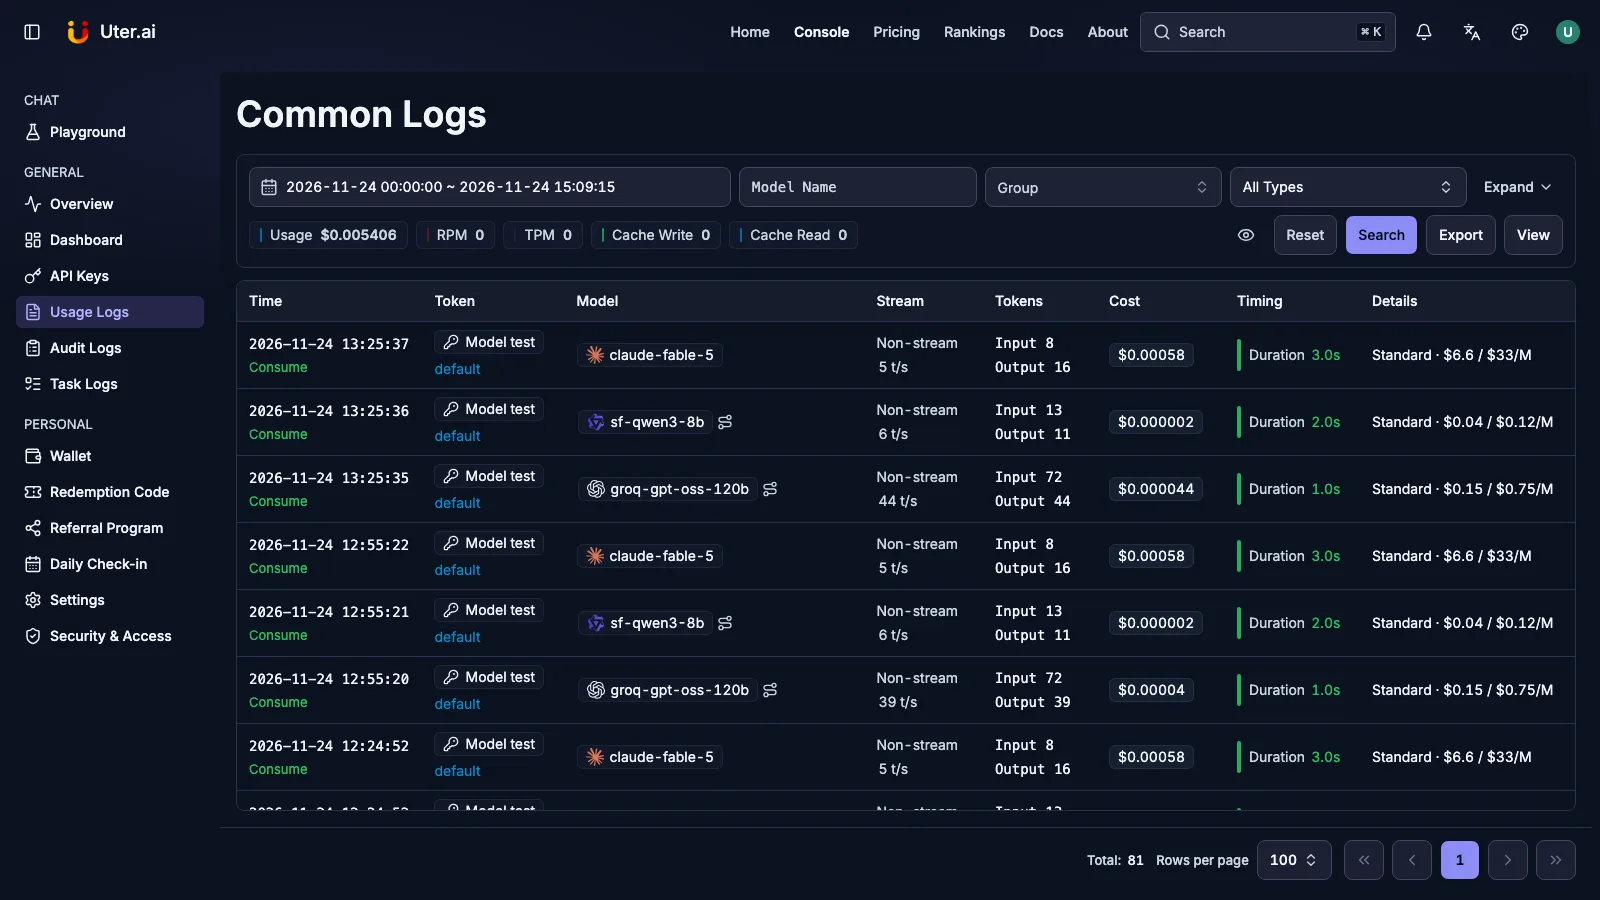 Uter.ai
Home Console Pricing Rankings Docs About Search ⌘ K U
CHAT
Playground
GENERAL
Overview
Dashboard
API Keys
Usage Logs
Audit Logs
Task Logs
PERSONAL
Wallet
Redemption Code
Referral Program
Daily Check-in
Settings
Security & Access
Common Logs
2026-11-24 00:00:00 ~ 2026-11-24 15:09:15 Model Name Group All Types Expand
Usage $0.005406 RPM 0 TPM 0 Cache Write 0 Cache Read 0 Reset Search Export View
Time Token Model Stream Tokens Cost Timing Details
2026-11-24 13:25:37 Model test claude-fable-5 Non-stream Input 8 $0.00058 Duration 3.0s Standard · $6.6 / $33/M
Consume default 5 t/s Output 16
2026-11-24 13:25:36 Model test sf-qwen3-8b Non-stream Input 13 $0.000002 Duration 2.0s Standard · $0.04 / $0.12/M
Consume default 6 t/s Output 11
2026-11-24 13:25:35 Model test groq-gpt-oss-120b Non-stream Input 72 $0.000044 Duration 1.0s Standard · $0.15 / $0.75/M
Consume default 44 t/s Output 44
2026-11-24 12:55:22 Model test claude-fable-5 Non-stream Input 8 $0.00058 Duration 3.0s Standard · $6.6 / $33/M
Consume default 5 t/s Output 16
2026-11-24 12:55:21 Model test sf-qwen3-8b Non-stream Input 13 $0.000002 Duration 2.0s Standard · $0.04 / $0.12/M
Consume default 6 t/s Output 11
2026-11-24 12:55:20 Model test groq-gpt-oss-120b Non-stream Input 72 $0.00004 Duration 1.0s Standard · $0.15 / $0.75/M
Consume default 39 t/s Output 39
2026-11-24 12:24:52 Model test claude-fable-5 Non-stream Input 8 $0.00058 Duration 3.0s Standard · $6.6 / $33/M
Consume default 5 t/s Output 16
Total: 81 Rows per page 100 1